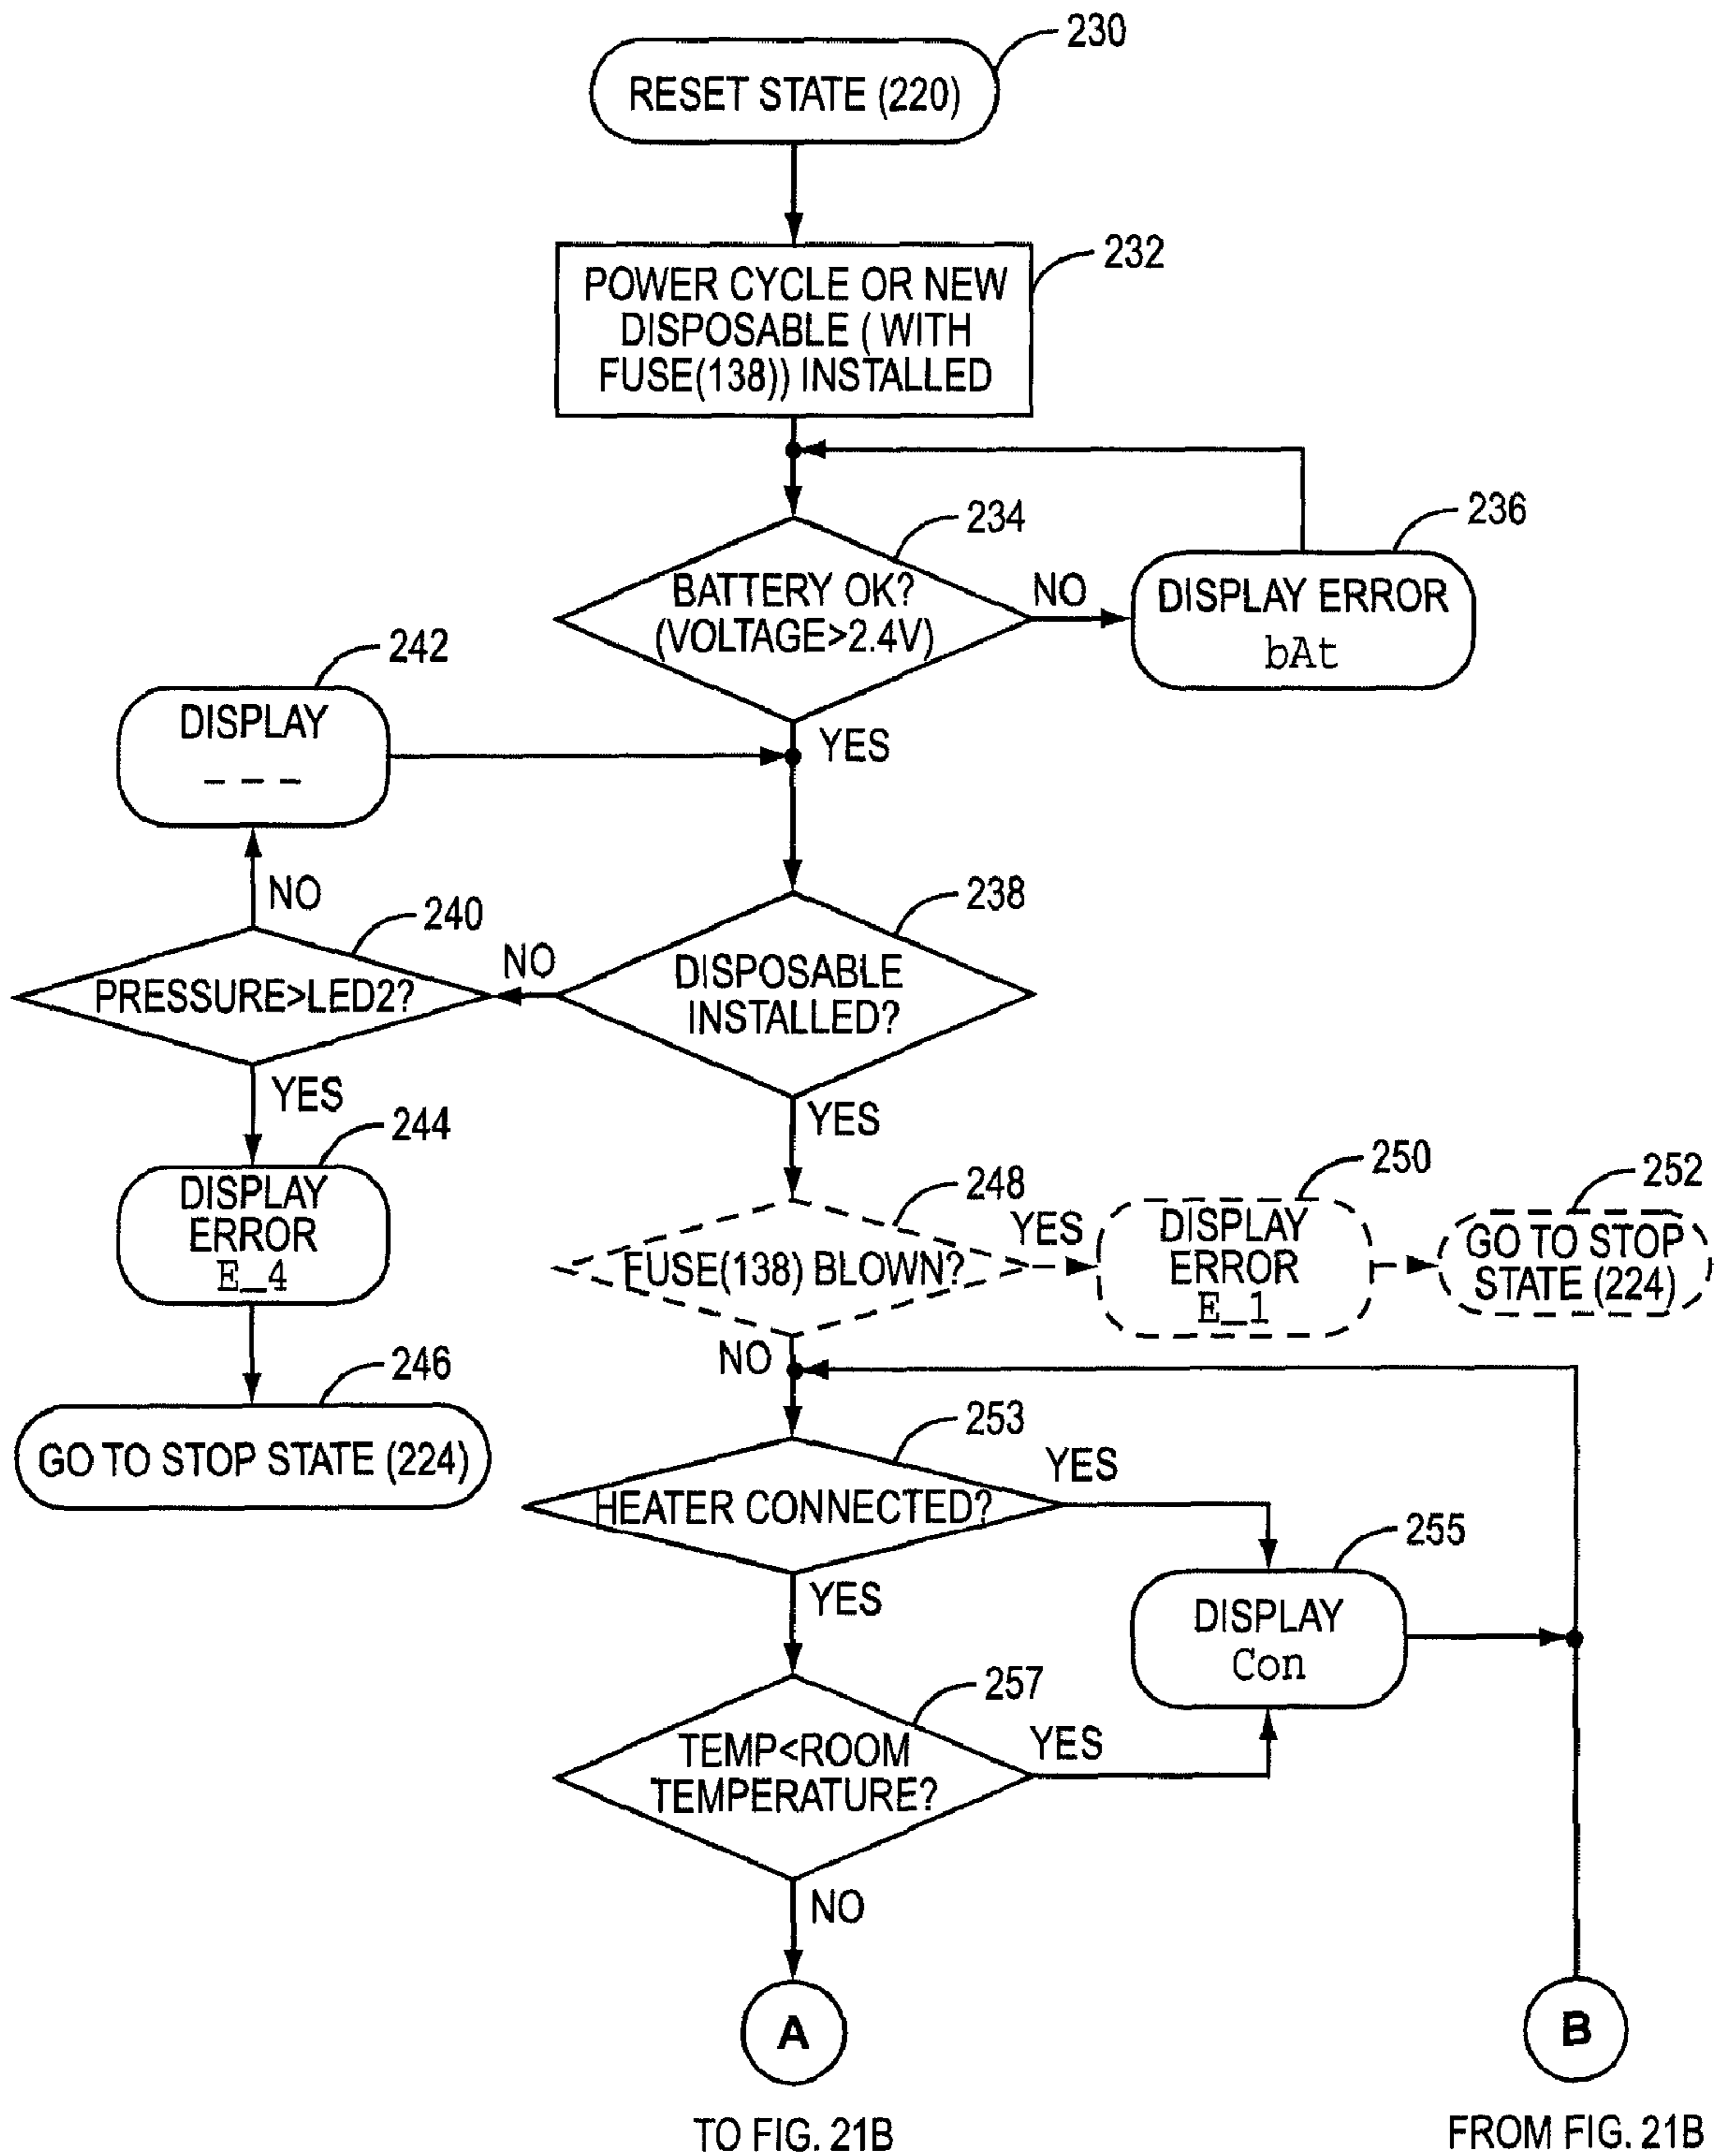 230
RESET STATE (220)
232
POWER CYCLE OR NEW
DISPOSABLE ( WITH
FUSE(138)) INSTALLED
234
BATTERY OK?
(VOLTAGE>2.4V)
NO
236
DISPLAY ERROR
bAt
242
DISPLAY
- - -
YES
NO
240
PRESSURE>LED2?
NO
238
DISPOSABLE
INSTALLED?
YES
YES
244
DISPLAY
ERROR
E_4
248
FUSE(138) BLOWN?
YES
250
DISPLAY
ERROR
E_1
252
GO TO STOP
STATE (224)
NO
246
GO TO STOP STATE (224)
253
HEATER CONNECTED?
YES
255
DISPLAY
Con
YES
257
TEMP<ROOM
TEMPERATURE?
YES
NO
A
B
TO FIG. 21B
FROM FIG. 21B